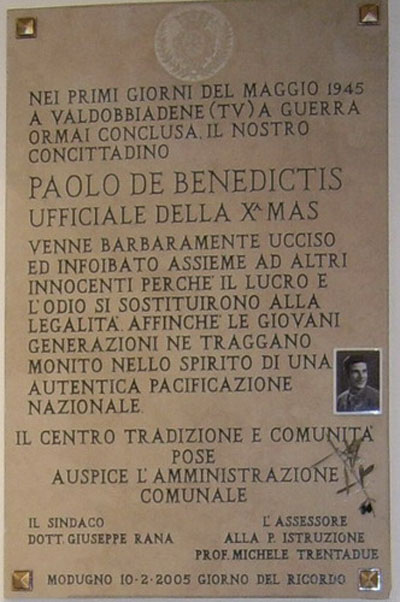 NEI PRIMI GIORNI DEL MAGGIO 1945
A VALDOBBIADENE (TV) A GUERRA
ORMAI CONCLUSA, IL NOSTRO
CONCITTADINO
PAOLO DE BENEDICTIS
UFFICIALE DELLA Xᴬ MAS
VENNE BARBARAMENTE UCCISO
ED INFOIBATO ASSIEME AD ALTRI
INNOCENTI PERCHE' IL LUCRO E
L'ODIO SI SOSTITUIRONO ALLA
LEGALITA'. AFFINCHE' LE GIOVANI
GENERAZIONI NE TRAGGANO
MONITO NELLO SPIRITO DI UNA
AUTENTICA PACIFICAZIONE
NAZIONALE.
IL CENTRO TRADIZIONE E COMUNITA'
POSE
AUSPICE L'AMMINISTRAZIONE
COMUNALE
IL SINDACO
DOTT. GIUSEPPE RANA
L'ASSESSORE
ALLA P. ISTRUZIONE
PROF. MICHELE TRENTADUE
MODUGNO 10-2-2005 GIORNO DEL RICORDO